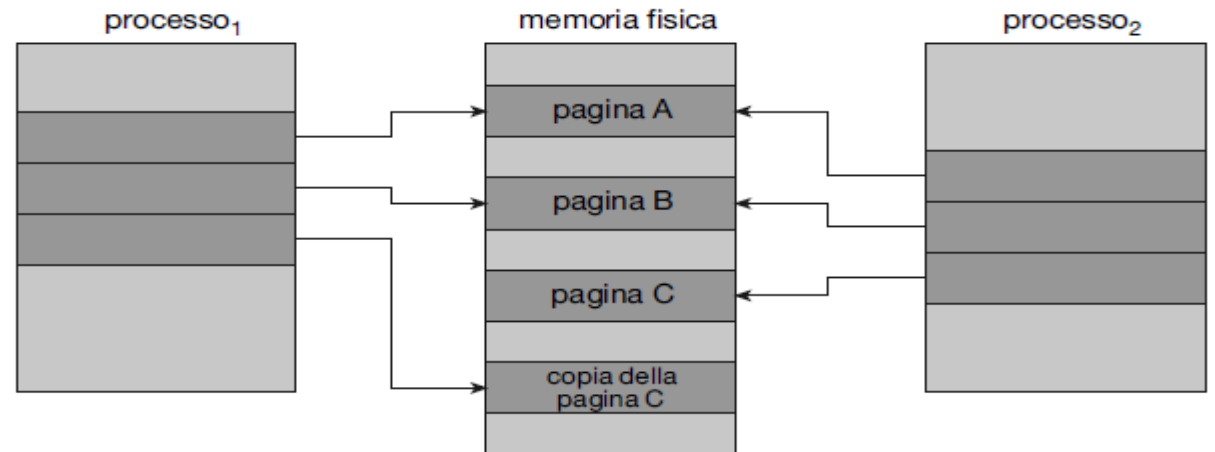 processo₁
memoria fisica
processo₂
pagina A
pagina B
pagina C
copia della
pagina C